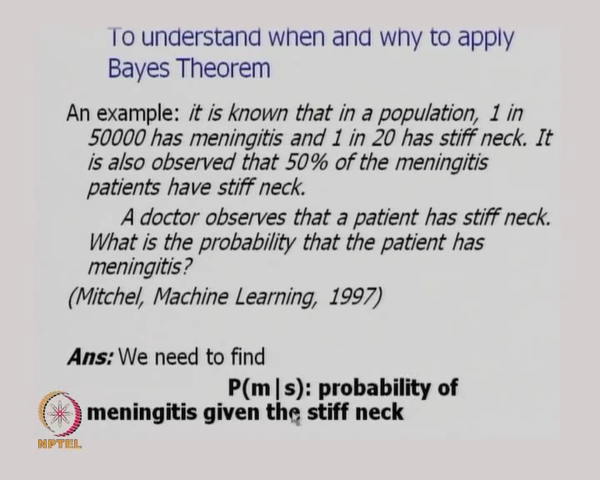 To understand when and why to apply
Bayes Theorem
An example: it is known that in a population, 1 in
50000 has meningitis and 1 in 20 has stiff neck. It
is also observed that 50% of the meningitis
patients have stiff neck.
A doctor observes that a patient has stiff neck.
What is the probability that the patient has
meningitis?
(Mitchel, Machine Learning, 1997)
Ans: We need to find
P(m|s): probability of
meningitis given the stiff neck
NPTEL